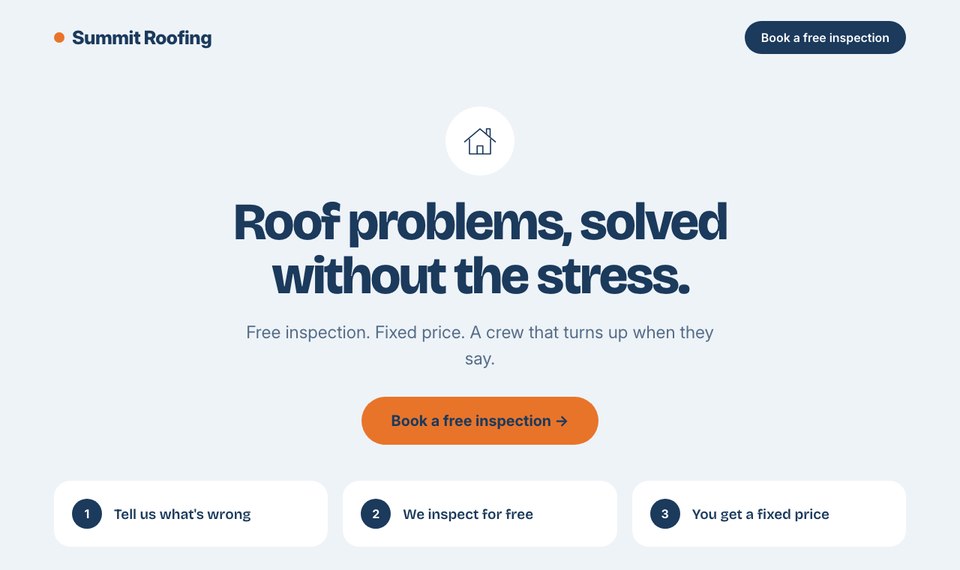 Summit Roofing
Book a free inspection
Roof problems, solved
without the stress.
Free inspection. Fixed price. A crew that turns up when they
say.
Book a free inspection →
1 Tell us what's wrong
2 We inspect for free
3 You get a fixed price